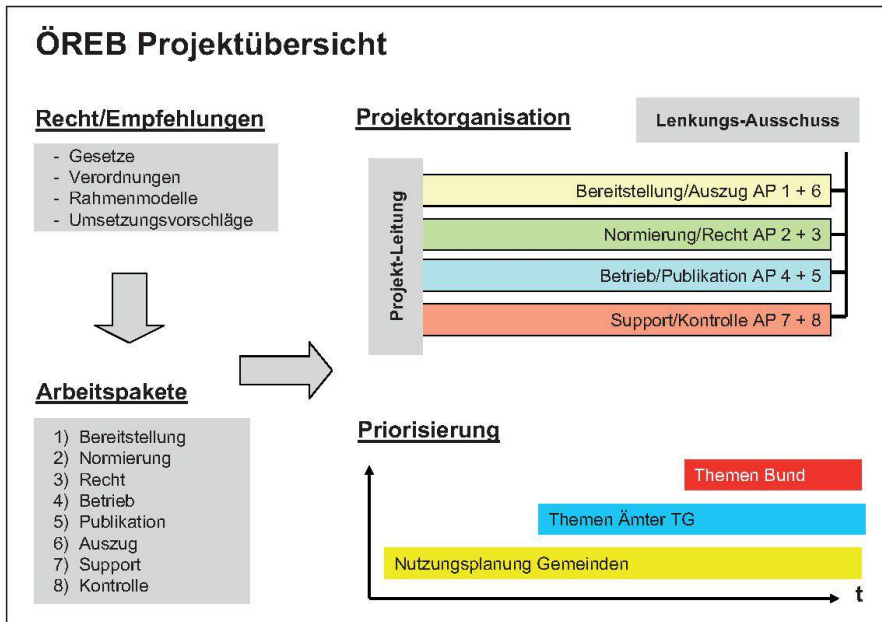 ÖREB Projektübersicht
Recht/Empfehlungen
- Gesetze
- Verordnungen
- Rahmenmodelle
- Umsetzungsvorschläge
Arbeitspakete
1) Bereitstellung
2) Normierung
3) Recht
4) Betrieb
5) Publikation
6) Auszug
7) Support
8) Kontrolle
Projektorganisation
Lenkungs-Ausschuss
Projekt-Leitung
Bereitstellung/Auszug AP 1 + 6
Normierung/Recht AP 2 + 3
Betrieb/Publikation AP 4 + 5
Support/Kontrolle AP 7 + 8
Priorisierung
Themen Bund
Themen Ämter TG
Nutzungsplanung Gemeinden
t